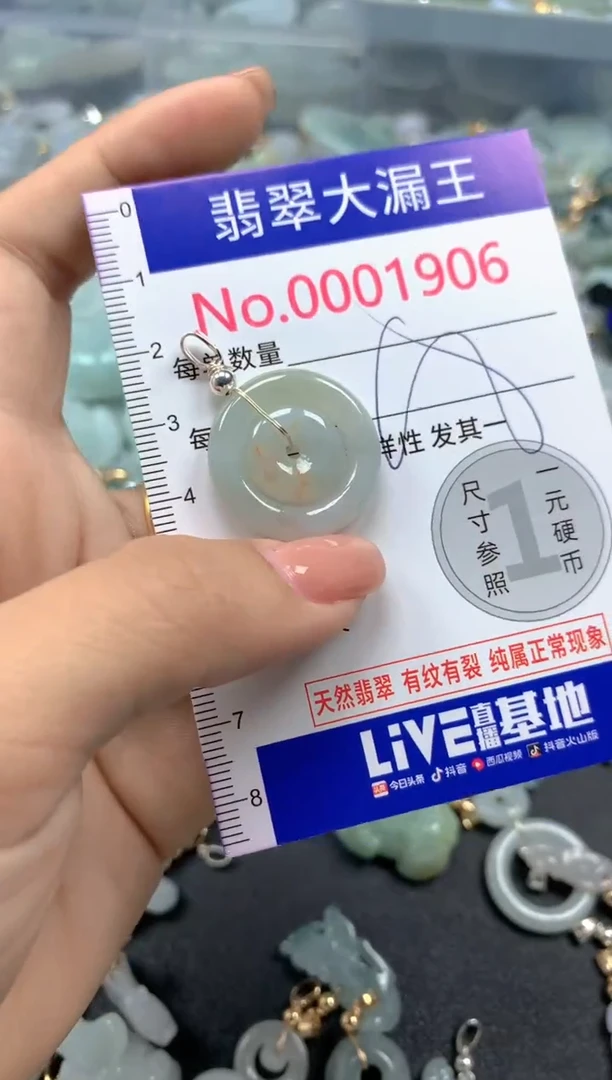 翡翠大漏王
No.0001906
每 数量
每 样性 发其一
0
1
2
3
4
7
8
尺寸参照
1
一元硬币
天然翡翠 有纹有裂 纯属正常现象
LiVE直播基地
今日头条 抖音 西瓜视频 抖音火山版